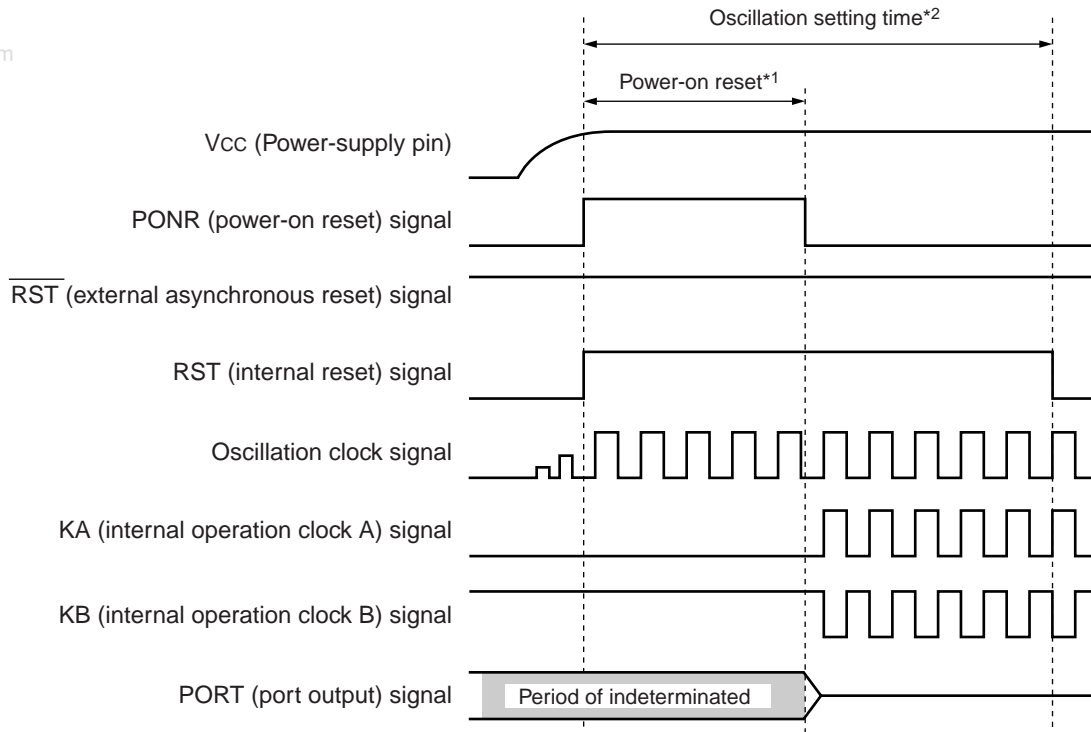 Oscillation setting time*2
m
Power-on reset*1
Vcc (Power-supply pin)
PONR (power-on reset) signal
RST (external asynchronous reset) signal
RST (internal reset) signal
Oscillation clock signal
KA (internal operation clock A) signal
KB (internal operation clock B) signal
PORT (port output) signal
Period of indeterminated